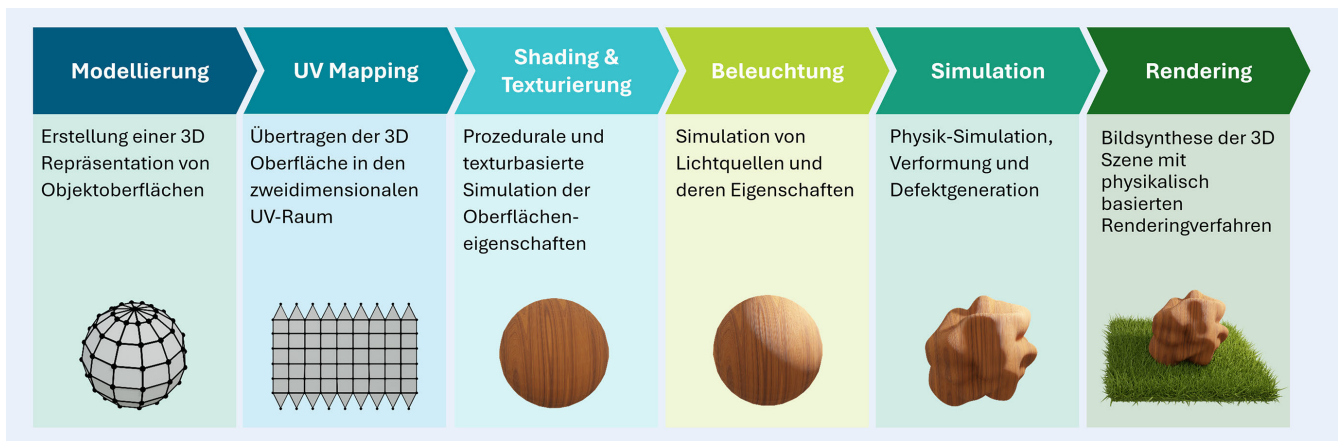 Modellierung
Erstellung einer 3D
Repräsentation von
Objektoberflächen
UV Mapping
Übertragen der 3D
Oberfläche in den
zweidimensionalen
UV-Raum
Shading &
Texturierung
Prozedurale und
texturbasierte
Simulation der
Oberflächen-
eigenschaften
Beleuchtung
Simulation von
Lichtquellen und
deren Eigenschaften
Simulation
Physik-Simulation,
Verformung und
Defektgeneration
Rendering
Bildsynthese der 3D
Szene mit
physikalisch
basierten
Renderingverfahren